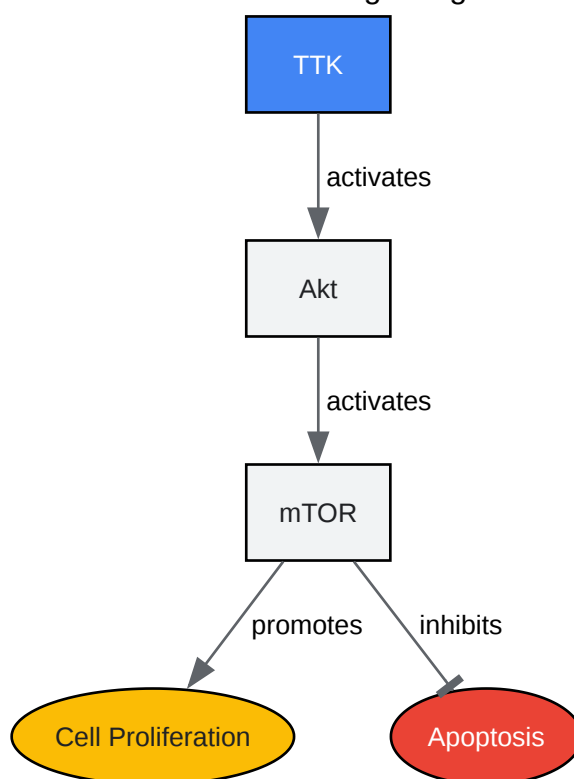 TTK
activates
Akt
activates
mTOR
promotes inhibits
Cell Proliferation Apoptosis